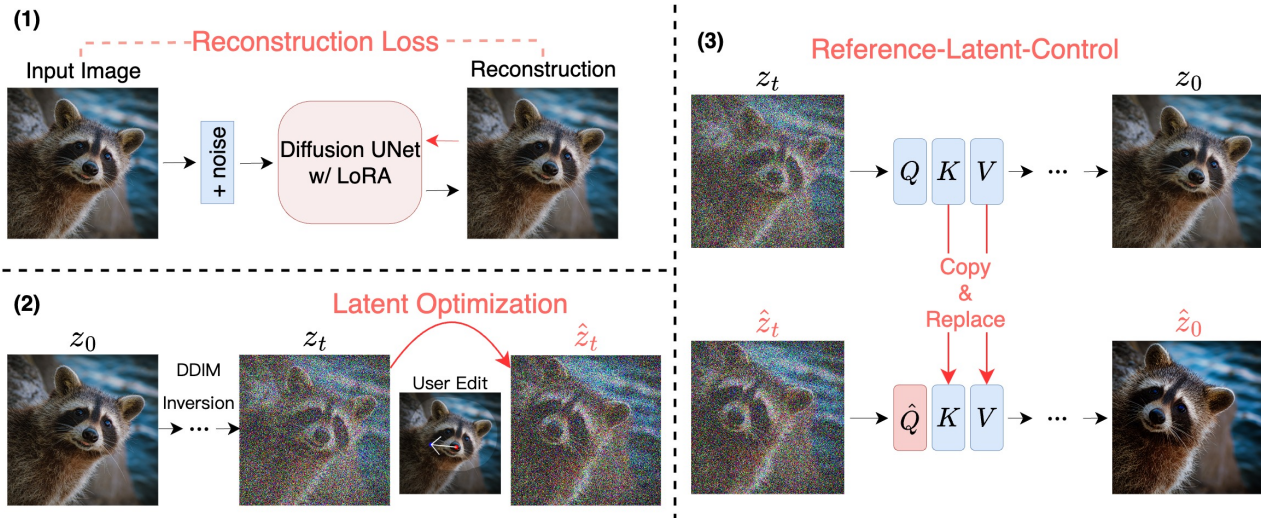 (1)
Reconstruction Loss
Input Image
Reconstruction
+ noise
Diffusion UNet
w/ LoRA
(2)
Latent Optimization
z₀
DDIM
Inversion
...
zₜ
User Edit
ẑₜ
(3)
Reference-Latent-Control
zₜ
z₀
Q K V ...
Copy
&
Replace
ẑₜ
ẑ₀
Q̂ K V ...